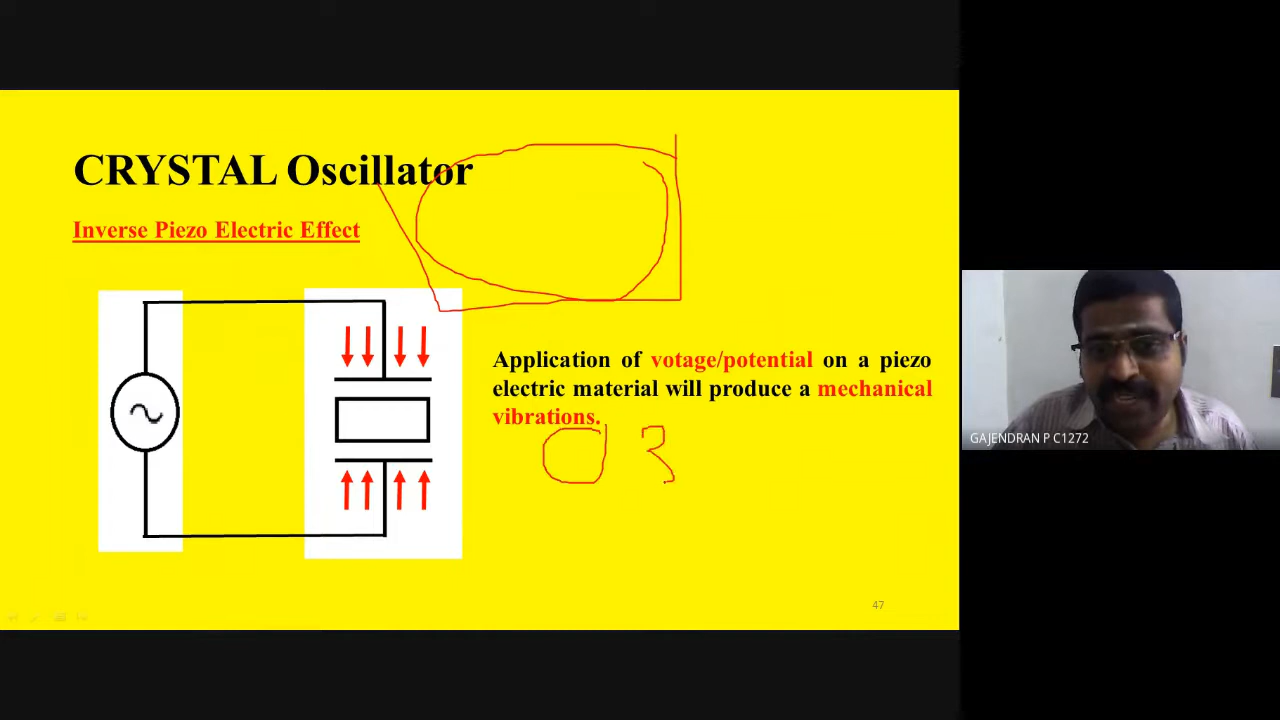 CRYSTAL Oscillator
Inverse Piezo Electric Effect
Application of votage/potential on a piezo
electric material will produce a mechanical
vibrations.
47
GAJENDRAN P C1272